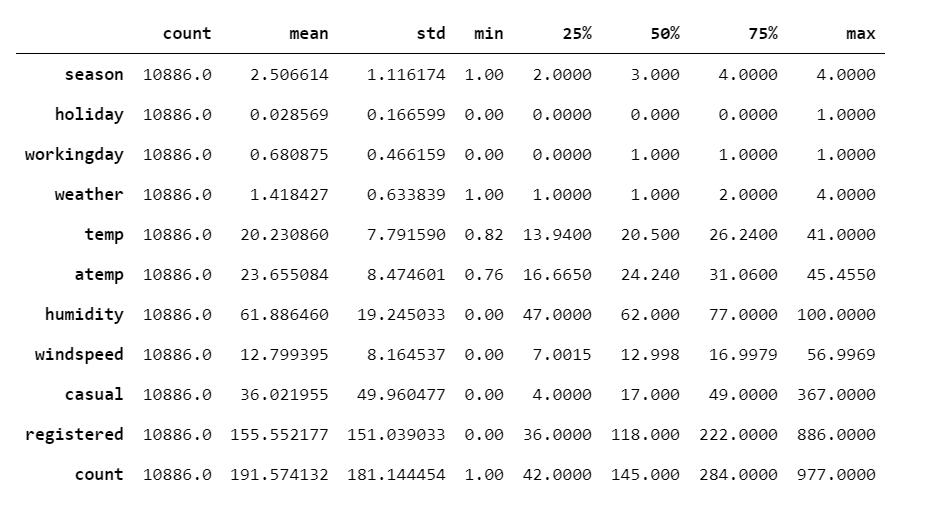 count mean std min 25% 50% 75% max
season 10886.0 2.506614 1.116174 1.00 2.0000 3.000 4.0000 4.0000
holiday 10886.0 0.028569 0.166599 0.00 0.0000 0.000 0.0000 1.0000
workingday 10886.0 0.680875 0.466159 0.00 0.0000 1.000 1.0000 1.0000
weather 10886.0 1.418427 0.633839 1.00 1.0000 1.000 2.0000 4.0000
temp 10886.0 20.230860 7.791590 0.82 13.9400 20.500 26.2400 41.0000
atemp 10886.0 23.655084 8.474601 0.76 16.6650 24.240 31.0600 45.4550
humidity 10886.0 61.886460 19.245033 0.00 47.0000 62.000 77.0000 100.0000
windspeed 10886.0 12.799395 8.164537 0.00 7.0015 12.998 16.9979 56.9969
casual 10886.0 36.021955 49.960477 0.00 4.0000 17.000 49.0000 367.0000
registered 10886.0 155.552177 151.039033 0.00 36.0000 118.000 222.0000 886.0000
count 10886.0 191.574132 181.144454 1.00 42.0000 145.000 284.0000 977.0000